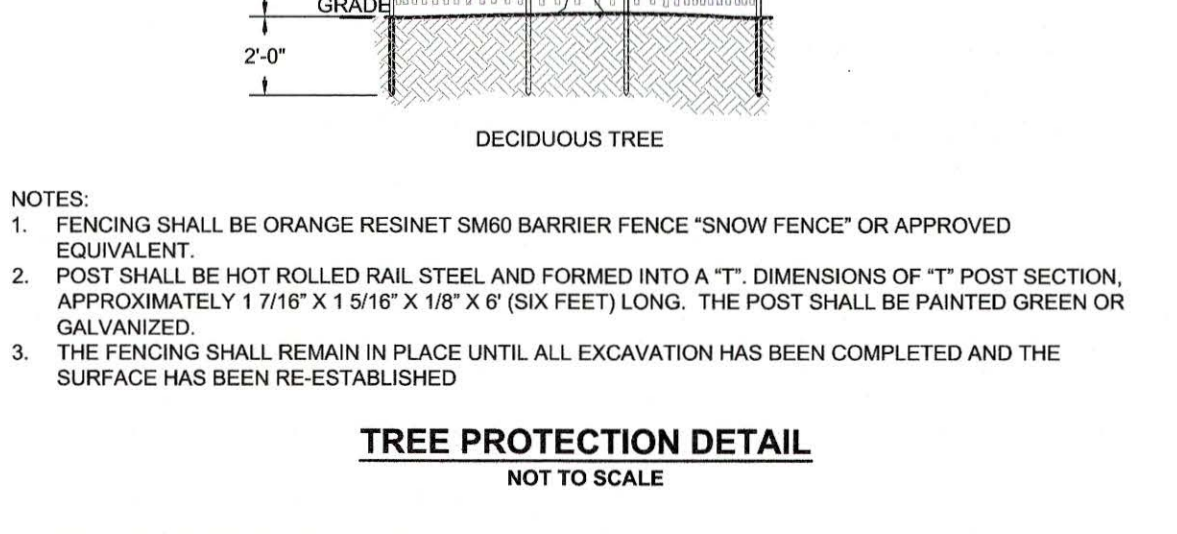 GRADE
2'-0"
DECIDUOUS TREE
NOTES:
1. FENCING SHALL BE ORANGE RESINET SM60 BARRIER FENCE “SNOW FENCE” OR APPROVED
EQUIVALENT.
2. POST SHALL BE HOT ROLLED RAIL STEEL AND FORMED INTO A “T”. DIMENSIONS OF “T” POST SECTION,
APPROXIMATELY 1 7/16” X 1 5/16” X 1/8” X 6' (SIX FEET) LONG. THE POST SHALL BE PAINTED GREEN OR
GALVANIZED.
3. THE FENCING SHALL REMAIN IN PLACE UNTIL ALL EXCAVATION HAS BEEN COMPLETED AND THE
SURFACE HAS BEEN RE-ESTABLISHED
TREE PROTECTION DETAIL
NOT TO SCALE